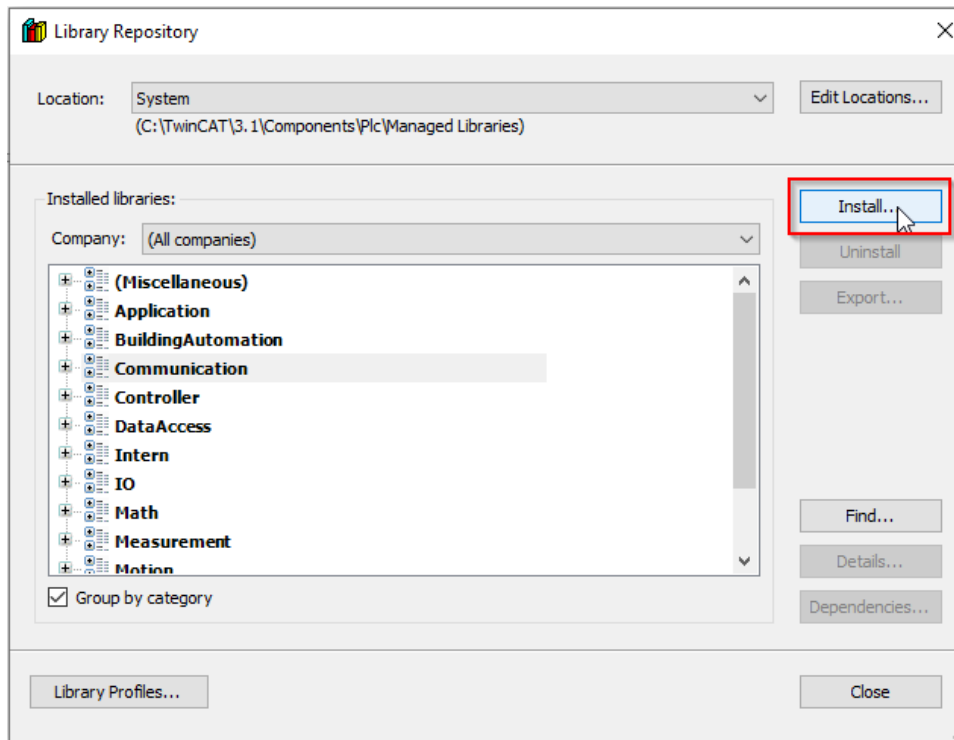 Library Repository
Location: System Edit Locations...
(C:\TwinCAT\3.1\Components\Plc\Managed Libraries)
Installed libraries:
Install...
Company: (All companies)
Uninstall
(Miscellaneous)
Export...
Application
BuildingAutomation
Communication
Controller
DataAccess
Intern
IO
Math
Find...
Measurement
Details...
Motion
Group by category
Dependencies...
Library Profiles... Close